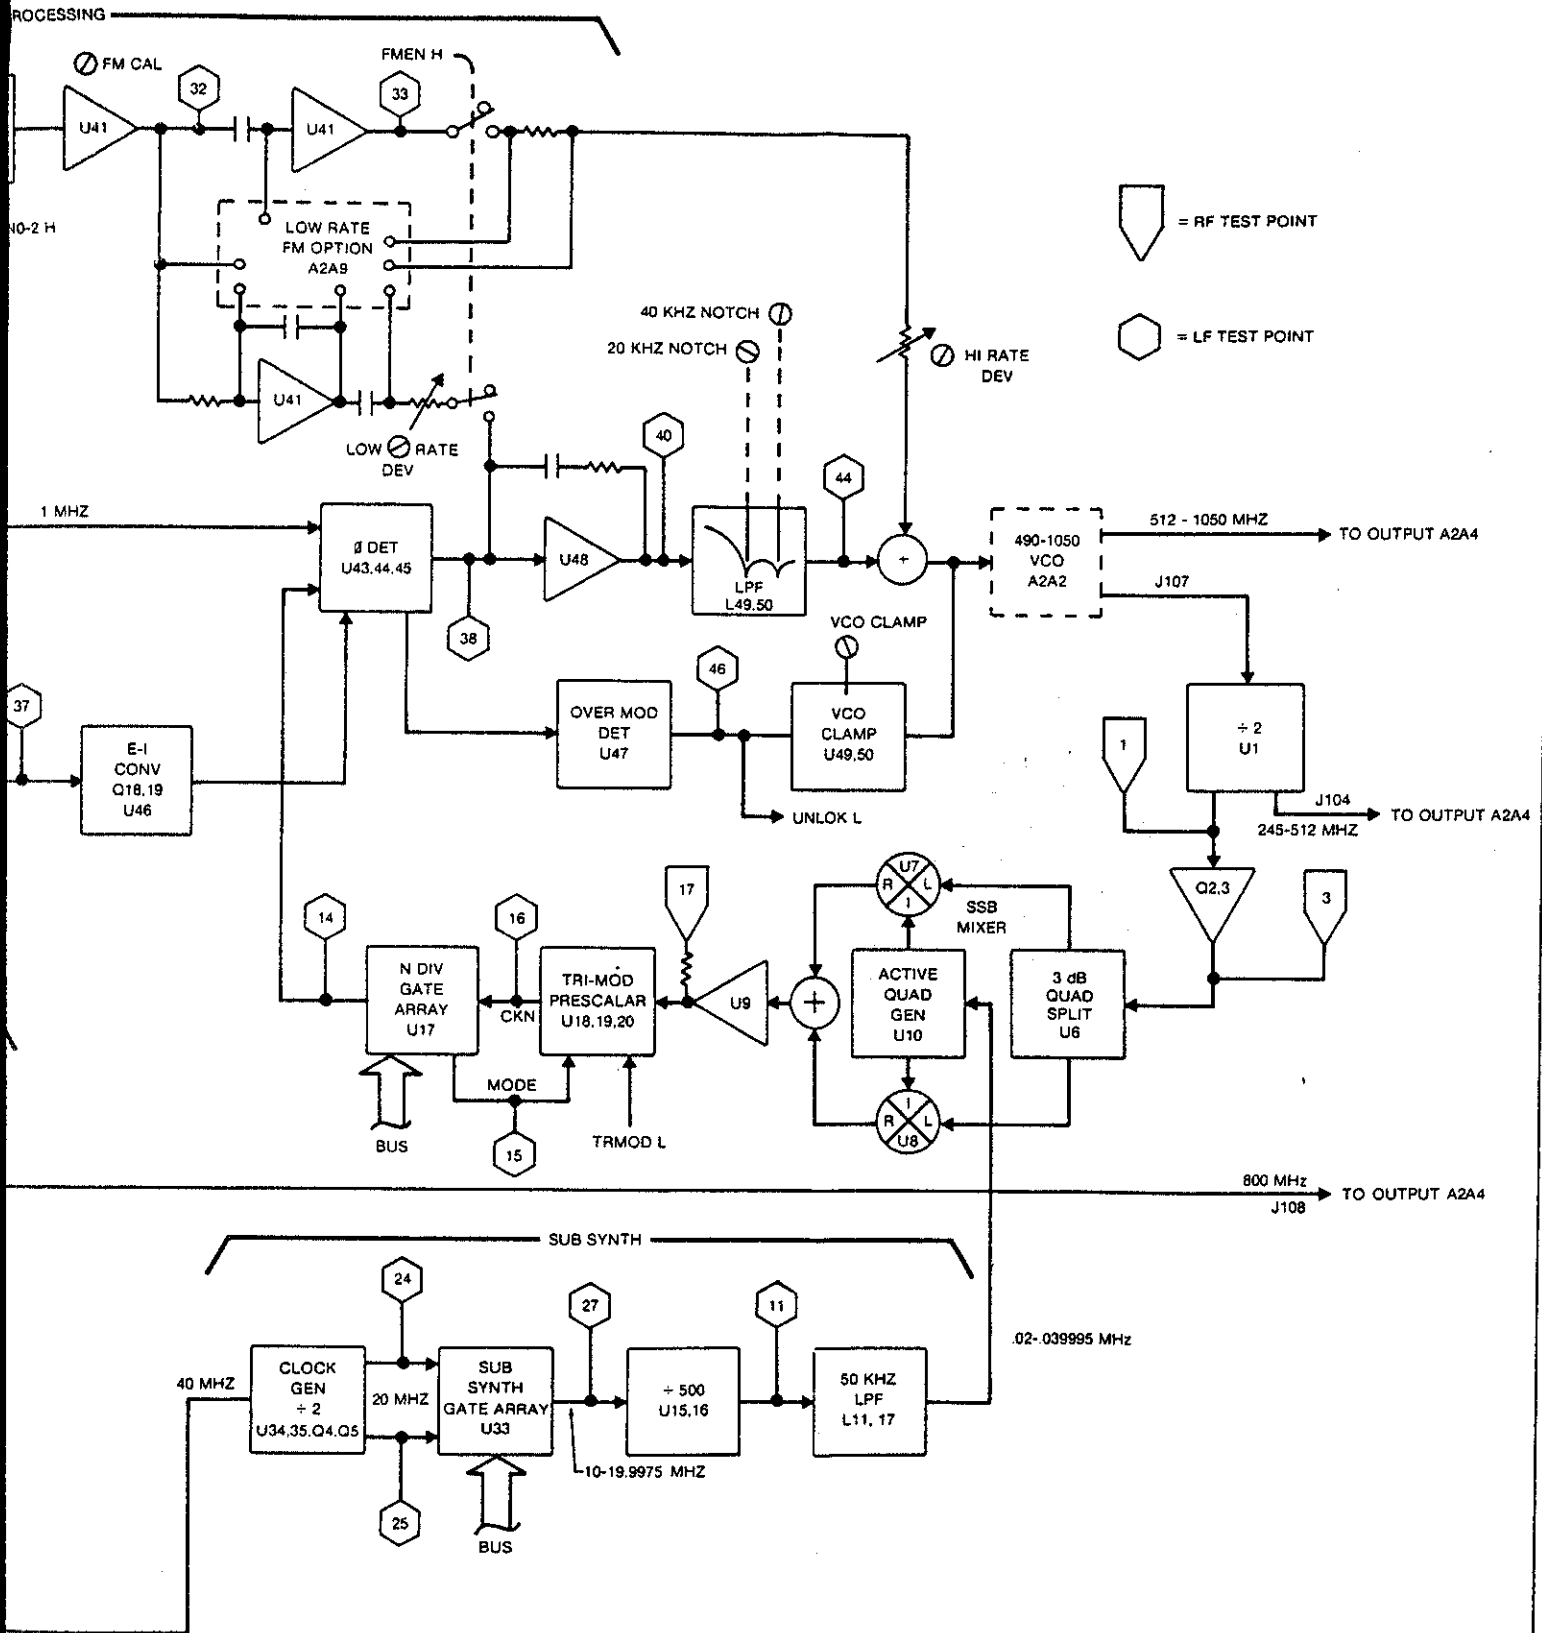 ROCESSING
FM CAL
32
U41
U41
33
FMEN H
N0-2 H
LOW RATE
FM OPTION
A2A9
U41
LOW RATE
DEV
40 KHZ NOTCH
20 KHZ NOTCH
HI RATE
DEV
= RF TEST POINT
= LF TEST POINT
1 MHZ
Ø DET
U43,44,45
38
U48
40
LPF
L49,50
44
+
490-1050
VCO
A2A2
512 - 1050 MHZ
TO OUTPUT A2A4
J107
37
E-I
CONV
Q18,19
U46
OVER MOD
DET
U47
46
VCO CLAMP
VCO
CLAMP
U49,50
UNLOK L
÷ 2
U1
1
J104
245-512 MHZ
TO OUTPUT A2A4
Q2,3
3
14
N DIV
GATE
ARRAY
U17
BUS
16
CKN
MODE
15
TRI-MOD
PRESCALAR
U18,19,20
TRMOD L
17
U9
+
U7
R L
I
SSB
MIXER
ACTIVE
QUAD
GEN
U10
I
R L
U8
3 dB
QUAD
SPLIT
U6
800 MHz
J108
TO OUTPUT A2A4
SUB SYNTH
40 MHZ
CLOCK
GEN
÷ 2
U34,35,Q4,Q5
24
20 MHZ
25
SUB
SYNTH
GATE ARRAY
U33
BUS
27
10-19.9975 MHZ
÷ 500
U15,16
11
50 KHZ
LPF
L11, 17
.02-.039995 MHz